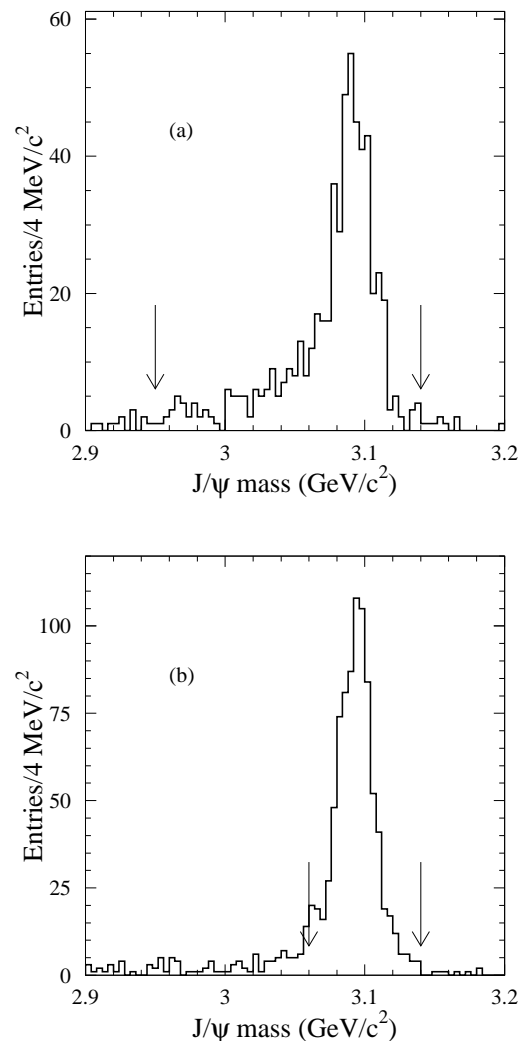 (a)
Entries/4 MeV/c²
60
40
20
0
2.9 3 3.1 3.2
J/ψ mass (GeV/c²)
(b)
Entries/4 MeV/c²
100
75
50
25
0
2.9 3 3.1 3.2
J/ψ mass (GeV/c²)